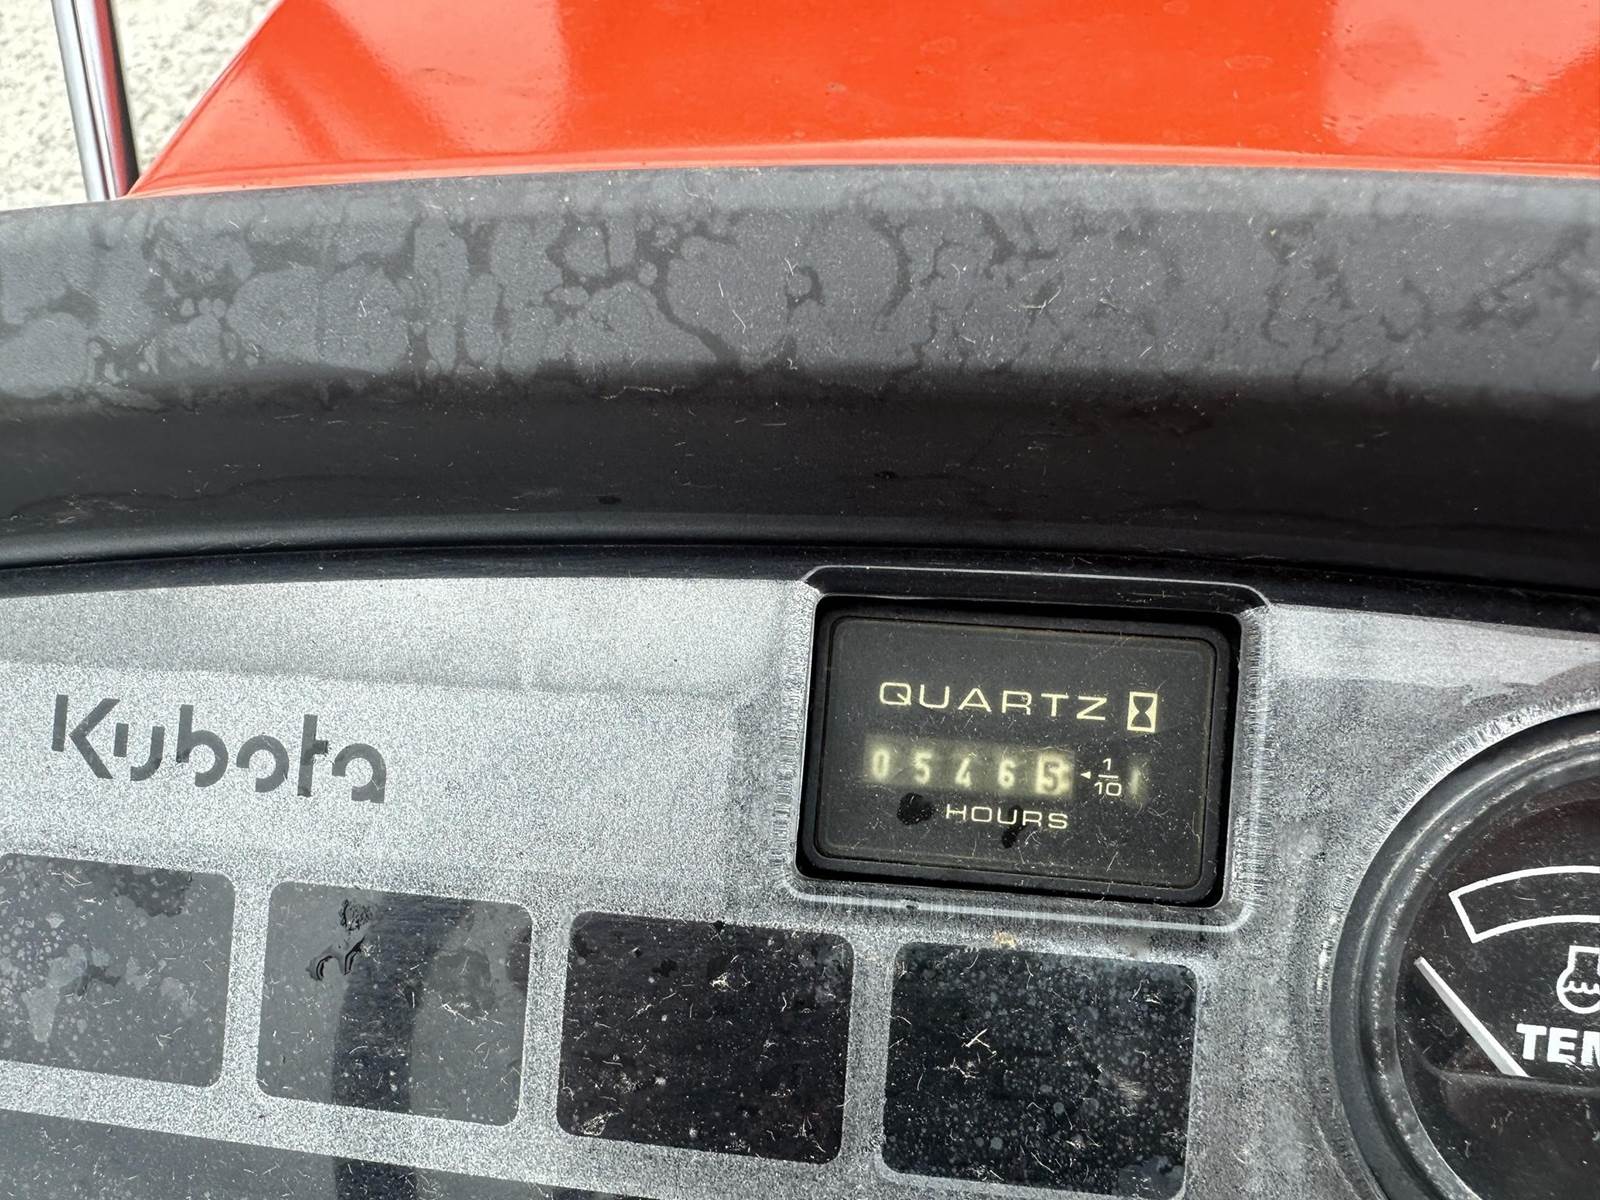 Kubota
QUARTZ
05465 1/10
HOURS
TEM